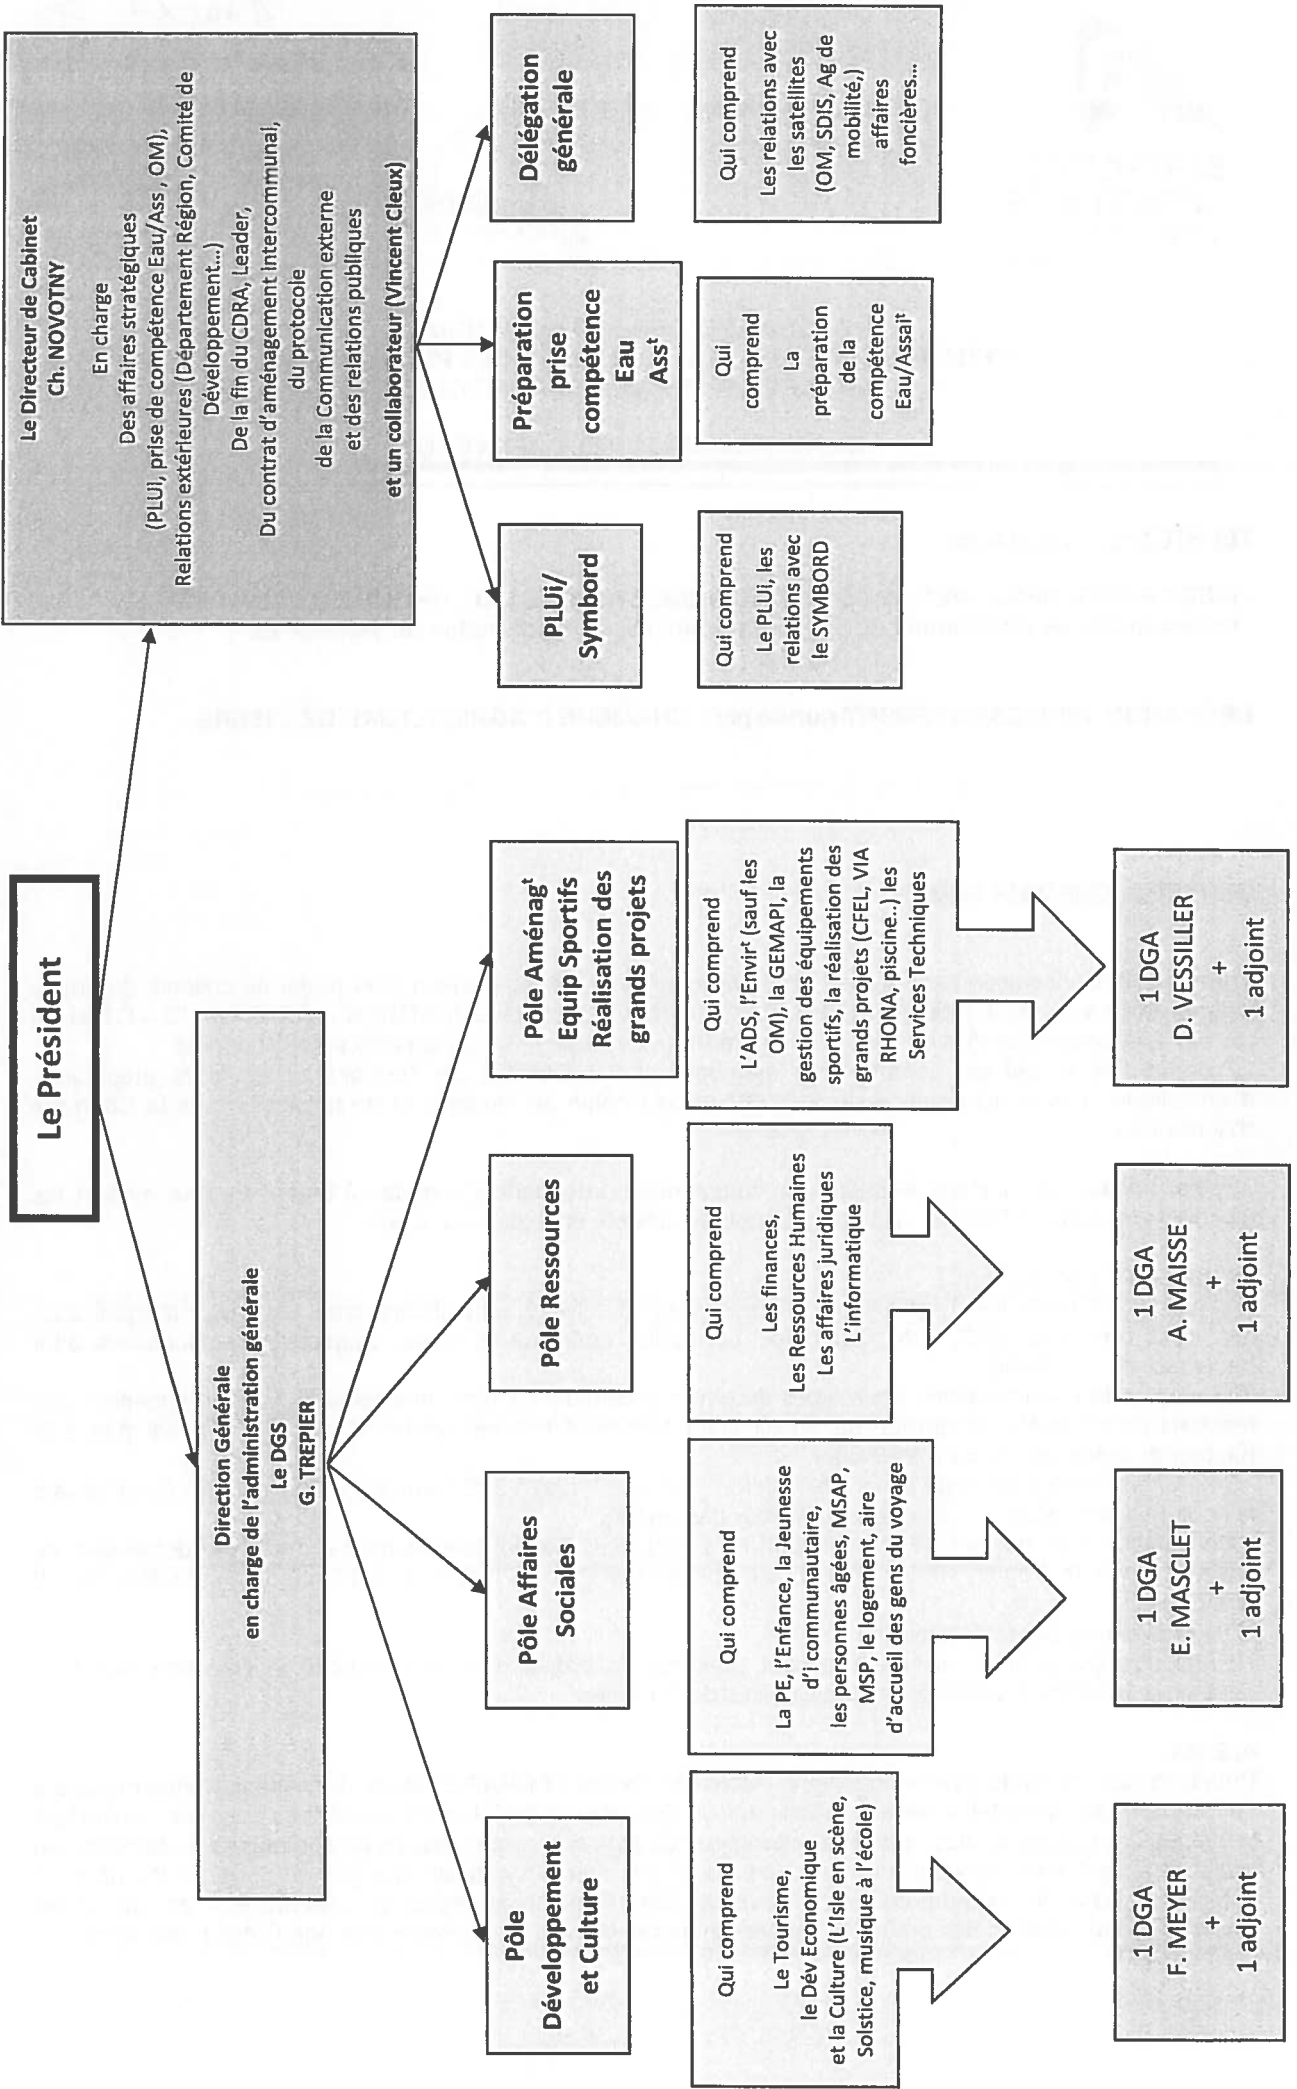 Le Président
Direction Générale
en charge de l'administration générale
Le DGS
G. TREPIER
Le Directeur de Cabinet
Ch. NOVOTNY
En charge
Des affaires stratégiques
(PLUI, prise de compétence Eau/Ass , OM),
Relations extérieures (Département Région, Comité de
Développement...)
De la fin du CDRA, Leader,
Du contrat d'aménagement Intercommunal,
du protocole
de la Communication externe
et des relations publiques
et un collaborateur (Vincent Cleux)
Pôle
Développement
et Culture
Pôle Affaires
Sociales
Pôle Ressources
Pôle Aménagᵗ
Equip Sportifs
Réalisation des
grands projets
PLUi/
Symbord
Préparation
prise
compétence
Eau
Assᵗ
Délégation
générale
Qui comprend
Le Tourisme,
le Dév Economique
et la Culture (L'Isle en scène,
Solstice, musique à l'école)
Qui comprend
La PE, l'Enfance, la Jeunesse
d'i communautaire,
les personnes âgées, MSAP,
MSP, le logement, aire
d'accueil des gens du voyage
Qui comprend
Les finances,
Les Ressources Humaines
Les affaires juridiques
L'informatique
Qui comprend
L'ADS, l' Envirᵗ (sauf les
OM), la GEMAPI, la
gestion des équipements
sportifs, la réalisation des
grands projets (CFEL, VIA
RHONA, piscine..) les
Services Techniques
Qui comprend
Le PLUi, les
relations avec
le SYMBORD
Qui
comprend
La
préparation
de la
compétence
Eau/Assaiᵗ
Qui comprend
Les relations avec
les satellites
(OM, SDIS, Ag de
mobilité,)
affaires
foncières...
1 DGA
F. MEYER
+
1 adjoint
1 DGA
E. MASCLET
+
1 adjoint
1 DGA
A. MAISSE
+
1 adjoint
1 DGA
D. VESSILLER
+
1 adjoint